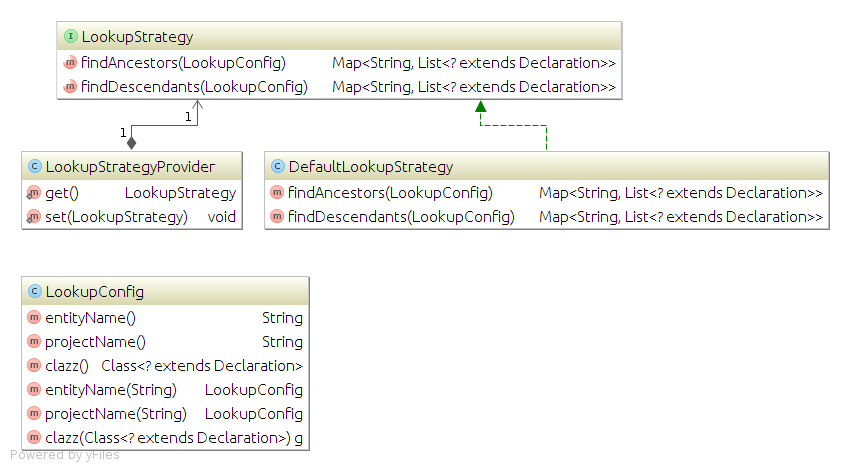 I LookupStrategy
m findAncestors(LookupConfig) Map<String, List<? extends Declaration>>
m findDescendants(LookupConfig) Map<String, List<? extends Declaration>>
1
1
C LookupStrategyProvider
m get() LookupStrategy
m set(LookupStrategy) void
C DefaultLookupStrategy
m findAncestors(LookupConfig) Map<String, List<? extends Declaration>>
m findDescendants(LookupConfig) Map<String, List<? extends Declaration>>
C LookupConfig
m entityName() String
m projectName() String
m clazz() Class<? extends Declaration>
m entityName(String) LookupConfig
m projectName(String) LookupConfig
m clazz(Class<? extends Declaration>) g
Powered by yFiles